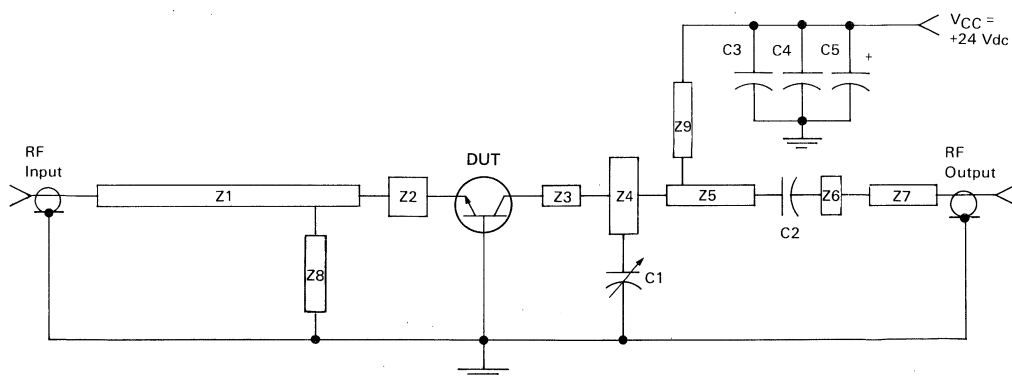 VCC =
+24 Vdc
C3
C4
C5
+
Z9
RF
Input
DUT
RF
Output
Z1
Z2
Z3
Z4
Z5
Z6
Z7
C2
Z8
C1